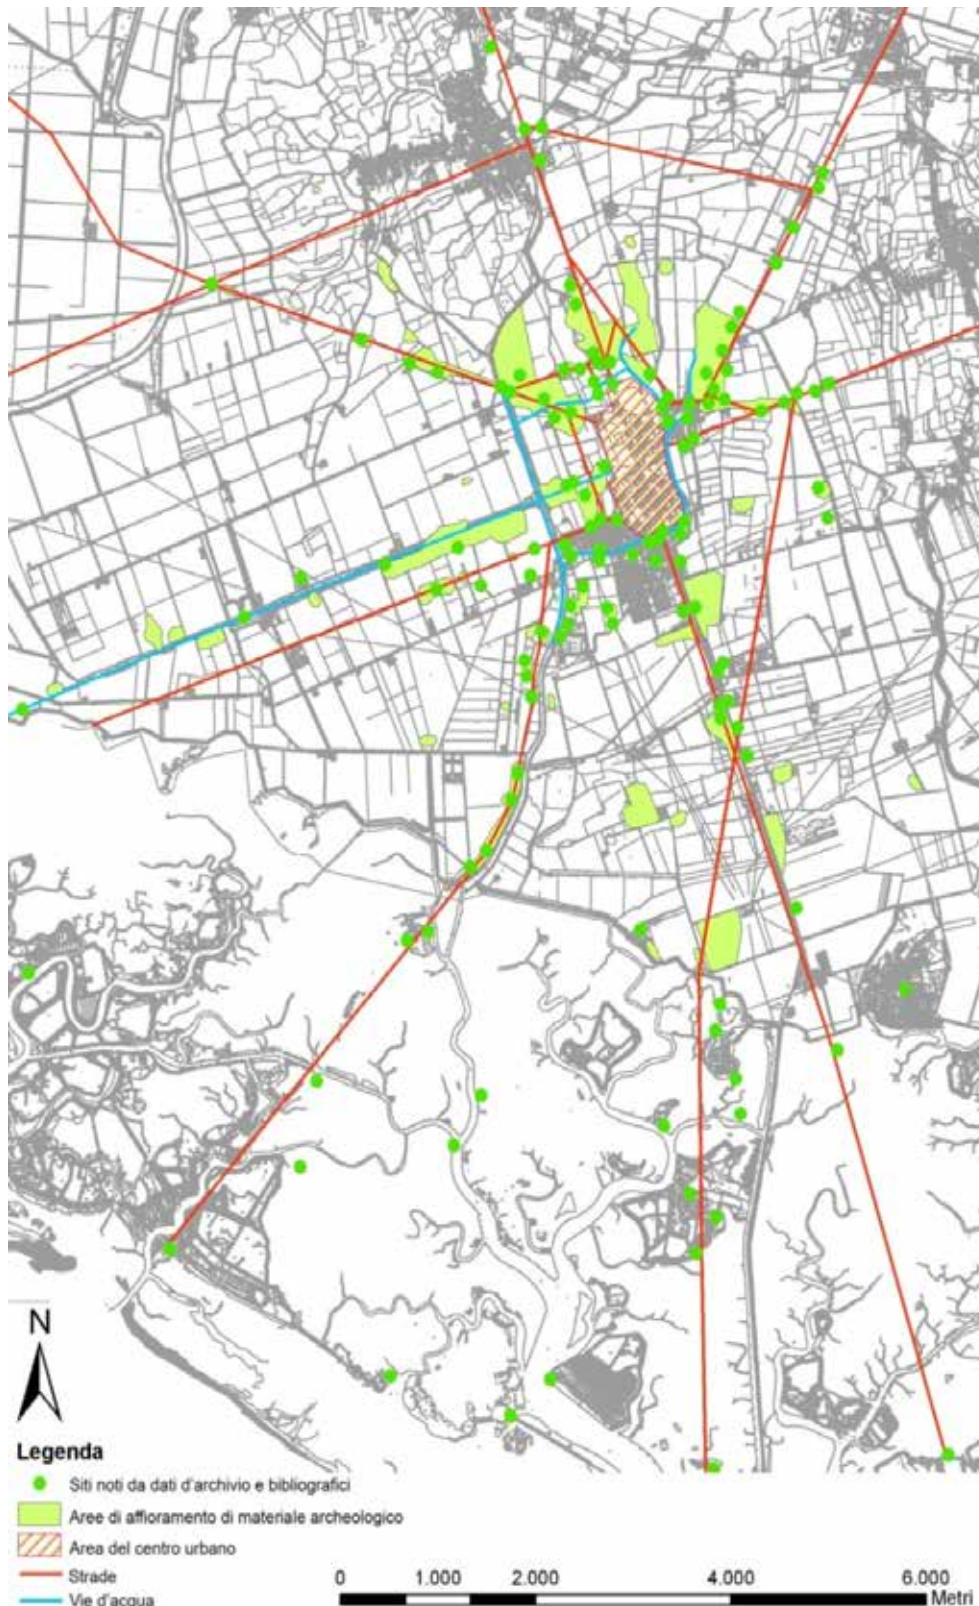 N
Legenda
Siti noti da dati d'archivio e bibliografici
Aree di affioramento di materiale archeologico
Area del centro urbano
Strade
Vie d'acqua
0 1.000 2.000 4.000 6.000
Metri